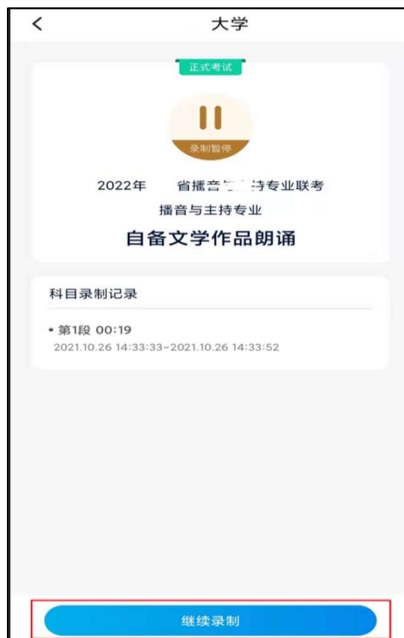 大学
正式考试
录制暂停
2022年 省播音与主持专业联考
播音与主持专业
自备文学作品朗诵
科目录制记录
• 第1段 00:19
2021.10.26 14:33:33~2021.10.26 14:33:52
继续录制